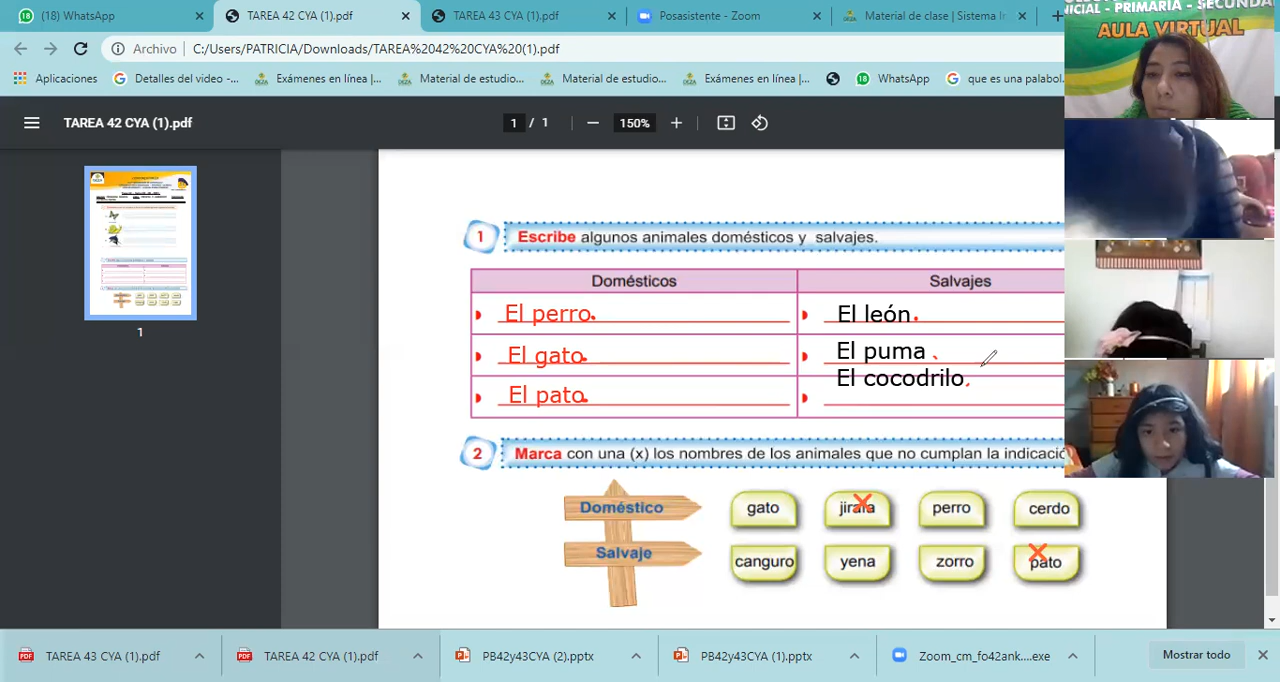 (18) WhatsApp
TAREA 42 CYA (1).pdf
TAREA 43 CYA (1).pdf
Posasistente - Zoom
Material de clase | Sistema In
Archivo
C:/Users/PATRICIA/Downloads/TAREA%2042%20CYA%20(1).pdf
Aplicaciones
Detalles del video -...
Exámenes en línea |...
Material de estudio...
Material de estudio...
Exámenes en línea |...
WhatsApp
que es una palabol.
INICIAL - PRIMARIA - SECUNDA
AULA VIRTUAL
TAREA 42 CYA (1).pdf
1 / 1
150%
1
1
Escribe algunos animales domésticos y salvajes.
Domésticos
Salvajes
El perro.
El león.
El gato.
El puma .
El pato.
El cocodrilo.
2
Marca con una (x) los nombres de los animales que no cumplan la indicació
Doméstico
gato
jirafa
perro
cerdo
Salvaje
canguro
yena
zorro
pato
TAREA 43 CYA (1).pdf
TAREA 42 CYA (1).pdf
PB42y43CYA (2).pptx
PB42y43CYA (1).pptx
Zoom_cm_fo42ank....exe
Mostrar todo